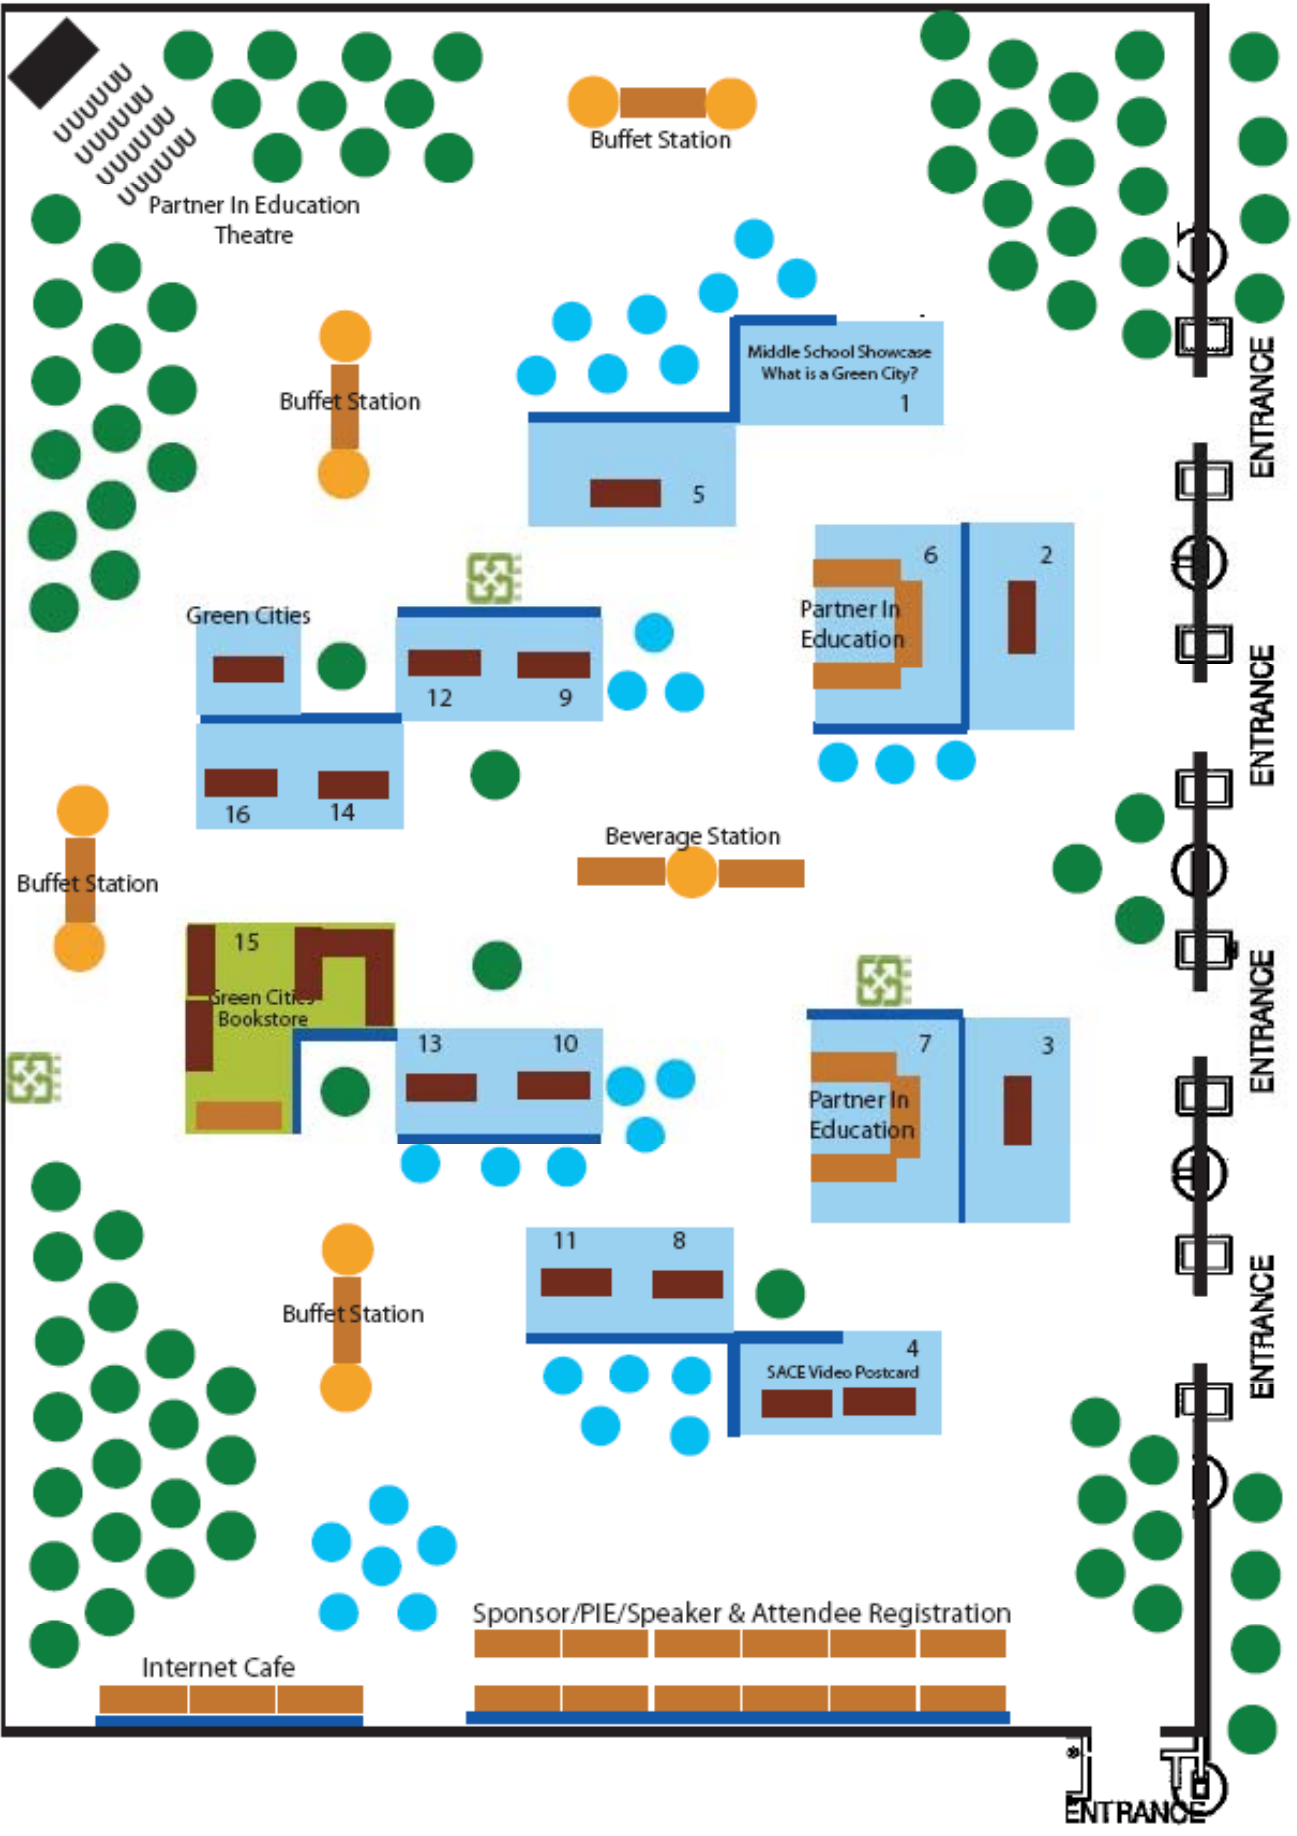 Buffet Station
Partner In Education
Theatre
Middle School Showcase
What is a Green City?
1
Buffet Station
5
ENTRANCE
6
2
Partner In
Education
Green Cities
12
9
16
14
ENTRANCE
Beverage Station
Buffet Station
15
Green Cities
Bookstore
13
10
7
3
Partner In
Education
ENTRANCE
11
8
Buffet Station
4
SACE Video Postcard
ENTRANCE
Sponsor/PIE/Speaker & Attendee Registration
Internet Cafe
ENTRANCE